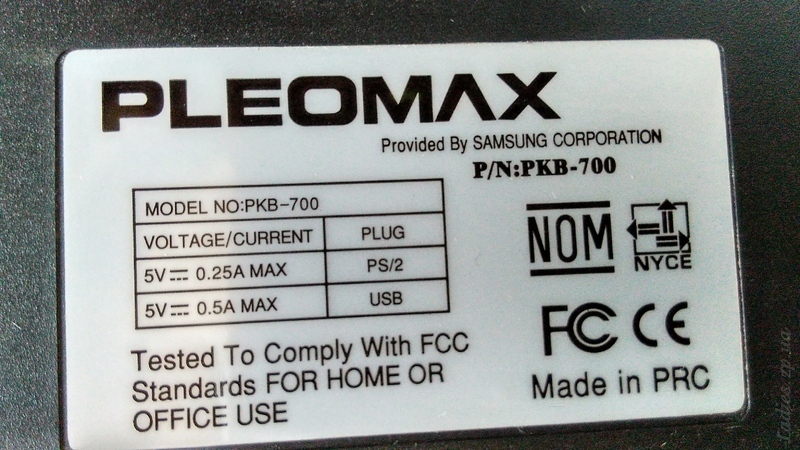 PLEOMAX
Provided By SAMSUNG CORPORATION
P/N:PKB-700
MODEL NO:PKB-700
VOLTAGE/CURRENT PLUG
5V 0.25A MAX PS/2
5V 0.5A MAX USB
NOM
NYCE
FC CE
Tested To Comply With FCC
Standards FOR HOME OR
OFFICE USE
Made in PRC